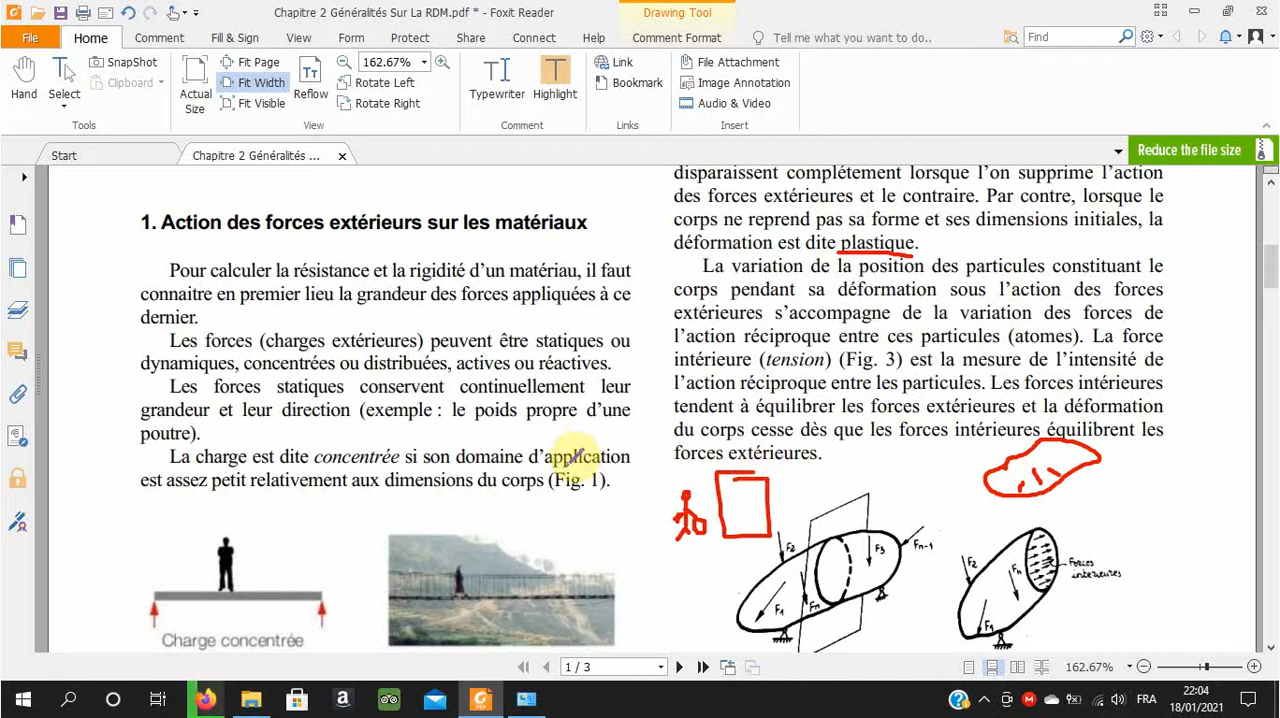 Chapitre 2 Généralités Sur La RDM.pdf * - Foxit Reader
Drawing Tool
File
Home
Comment
Fill & Sign
View
Form
Protect
Share
Connect
Help
Comment Format
Tell me what you want to do..
Find
Hand
Select
SnapShot
Clipboard
Tools
Actual
Size
Fit Page
Fit Width
Fit Visible
Reflow
162.67%
Rotate Left
Rotate Right
View
Typewriter
Highlight
Comment
Link
Bookmark
Links
File Attachment
Image Annotation
Audio & Video
Insert
Start
Chapitre 2 Généralités ...
Reduce the file size
1. Action des forces extérieurs sur les matériaux
Pour calculer la résistance et la rigidité d’un matériau, il faut
connaitre en premier lieu la grandeur des forces appliquées à ce
dernier.
Les forces (charges extérieures) peuvent être statiques ou
dynamiques, concentrées ou distribuées, actives ou réactives.
Les forces statiques conservent continuellement leur
grandeur et leur direction (exemple : le poids propre d’une
poutre).
La charge est dite concentrée si son domaine d’application
est assez petit relativement aux dimensions du corps (Fig. 1).
Charge concentrée
disparaissent complétement lorsque l’on supprime l’action
des forces extérieures et le contraire. Par contre, lorsque le
corps ne reprend pas sa forme et ses dimensions initiales, la
déformation est dite plastique.
La variation de la position des particules constituant le
corps pendant sa déformation sous l’action des forces
extérieures s’accompagne de la variation des forces de
l’action réciproque entre ces particules (atomes). La force
intérieure (tension) (Fig. 3) est la mesure de l’intensité de
l’action réciproque entre les particules. Les forces intérieures
tendent à équilibrer les forces extérieures et la déformation
du corps cesse dès que les forces intérieures équilibrent les
forces extérieures.
F2
F3
Fn-1
F1
Fn
F2
Fn
F1
Forces
intérieures
1 / 3
162.67%
FRA
22:04
18/01/2021